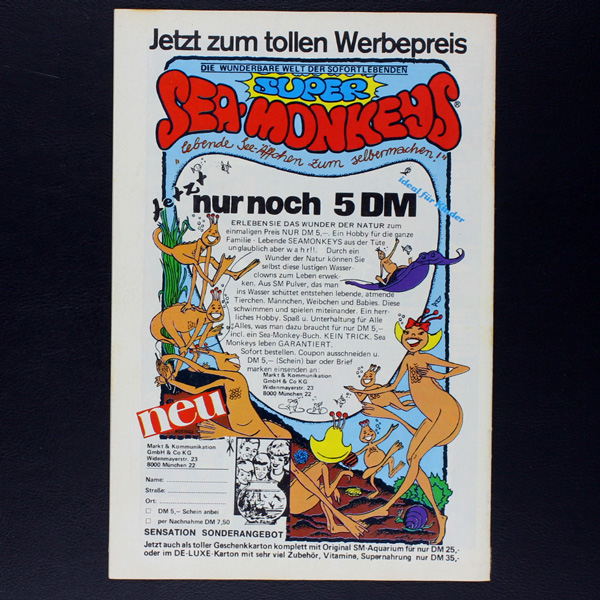 Jetzt zum tollen Werbepreis
DIE WUNDERBARE WELT DER SOFORTLEBENDEN
SUPER
SEA-MONKEYS®
"lebende See-Äffchen zum selbermachen!"
ideal für Kinder
Jetzt
nur noch 5 DM
ERLEBEN SIE DAS WUNDER DER NATUR zum
einmaligen Preis NUR DM 5,–. Ein Hobby für die ganze
Familie - Lebende SEAMONKEYS aus der Tüte
unglaublich aber w a h r!!. Durch ein
Wunder der Natur können Sie
selbst diese lustigen Wasser-
clowns zum Leben erwek-
ken. Aus SM Pulver, das man
ins Wasser schüttet entstehen lebende, atmende
Tierchen. Männchen, Weibchen und Babies. Diese
schwimmen und spielen miteinander. Ein herr-
liches Hobby. Spaß u. Unterhaltung für Alle
Alles, was man dazu braucht für nur DM 5,–
incl. ein Sea-Monkey-Buch. KEIN TRICK. Sea
Monkeys leben GARANTIERT.
Sofort bestellen. Coupon ausschneiden u.
DM 5,– (Schein) bar oder Brief
marken einsenden an:
Markt & Kommunikation
GmbH & Co KG
Widenmayerstr. 23
8000 München 22
neu
Markt & Kommunikation
GmbH & Co KG
Widenmayerstr. 23
8000 München 22
Name:
Straße:
Ort:
DM 5,– Schein anbei
per Nachnahme DM 7,50
SENSATION SONDERANGEBOT
Jetzt auch als toller Geschenkkarton komplett mit Original SM-Aquarium für nur DM 25,-
oder im DE-LUXE-Karton mit sehr viel Zubehör, Vitamine, Supernahrung nur DM 35,-